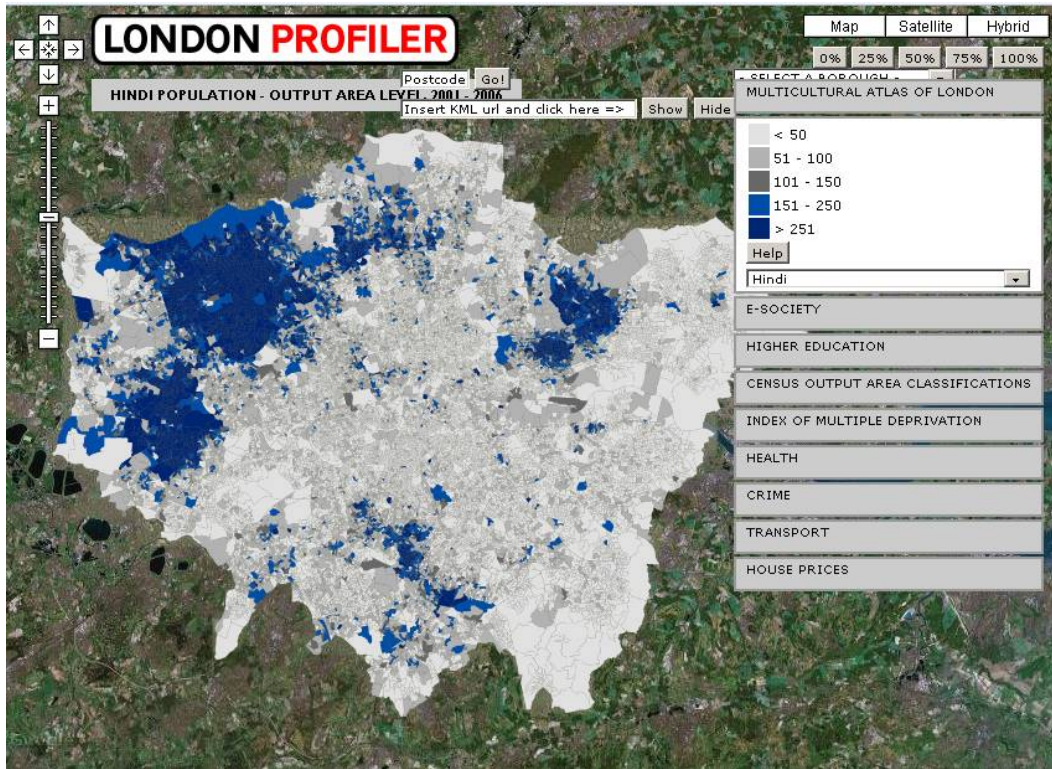 LONDON PROFILER
Map Satellite Hybrid
0% 25% 50% 75% 100%
Postcode Go!
- SELECT A BOROUGH -
HINDI POPULATION - OUTPUT AREA LEVEL 2001 - 2006
Insert KML url and click here => Show Hide
MULTICULTURAL ATLAS OF LONDON
< 50
51 - 100
101 - 150
151 - 250
> 251
Help
Hindi
E-SOCIETY
HIGHER EDUCATION
CENSUS OUTPUT AREA CLASSIFICATIONS
INDEX OF MULTIPLE DEPRIVATION
HEALTH
CRIME
TRANSPORT
HOUSE PRICES